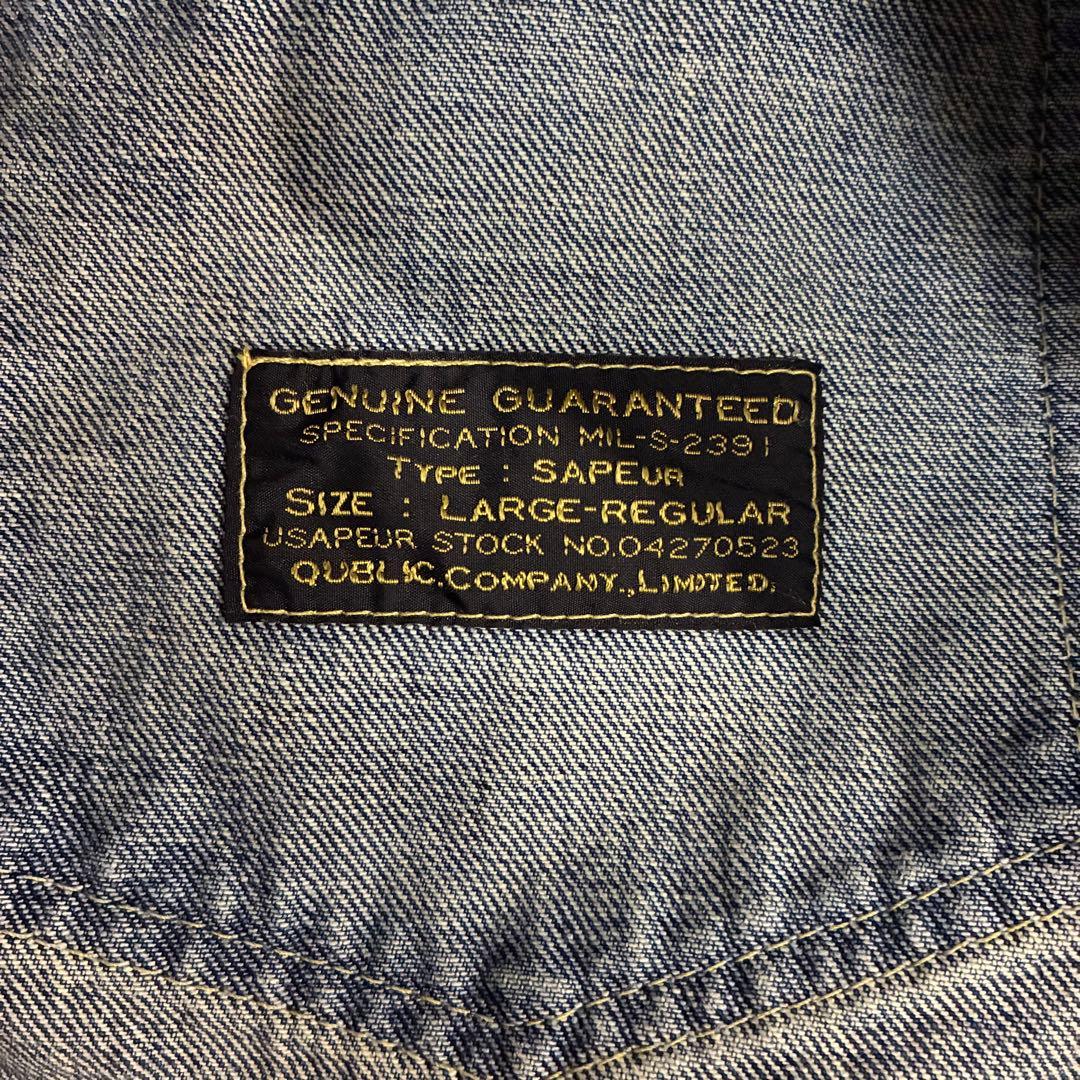 GENUINE GUARANTEED
SPECIFICATION MIL-S-2391
TYPE : SAPEUR
SIZE : LARGE-REGULAR
USAPEUR STOCK NO.04270523
QUBLIC.COMPANY.,LIMITED.